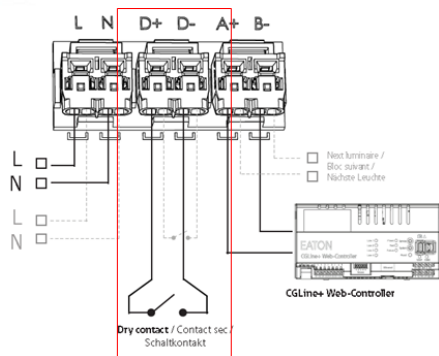 L N D+ D- A+ B-
L
N
L
N
Next luminaire /
Bloc suivant /
Nächste Leuchte
EATON
CGLine+ Web-Controller
CGLine+ Web-Controller
Dry contact / Contact sec /
Schaltkontakt